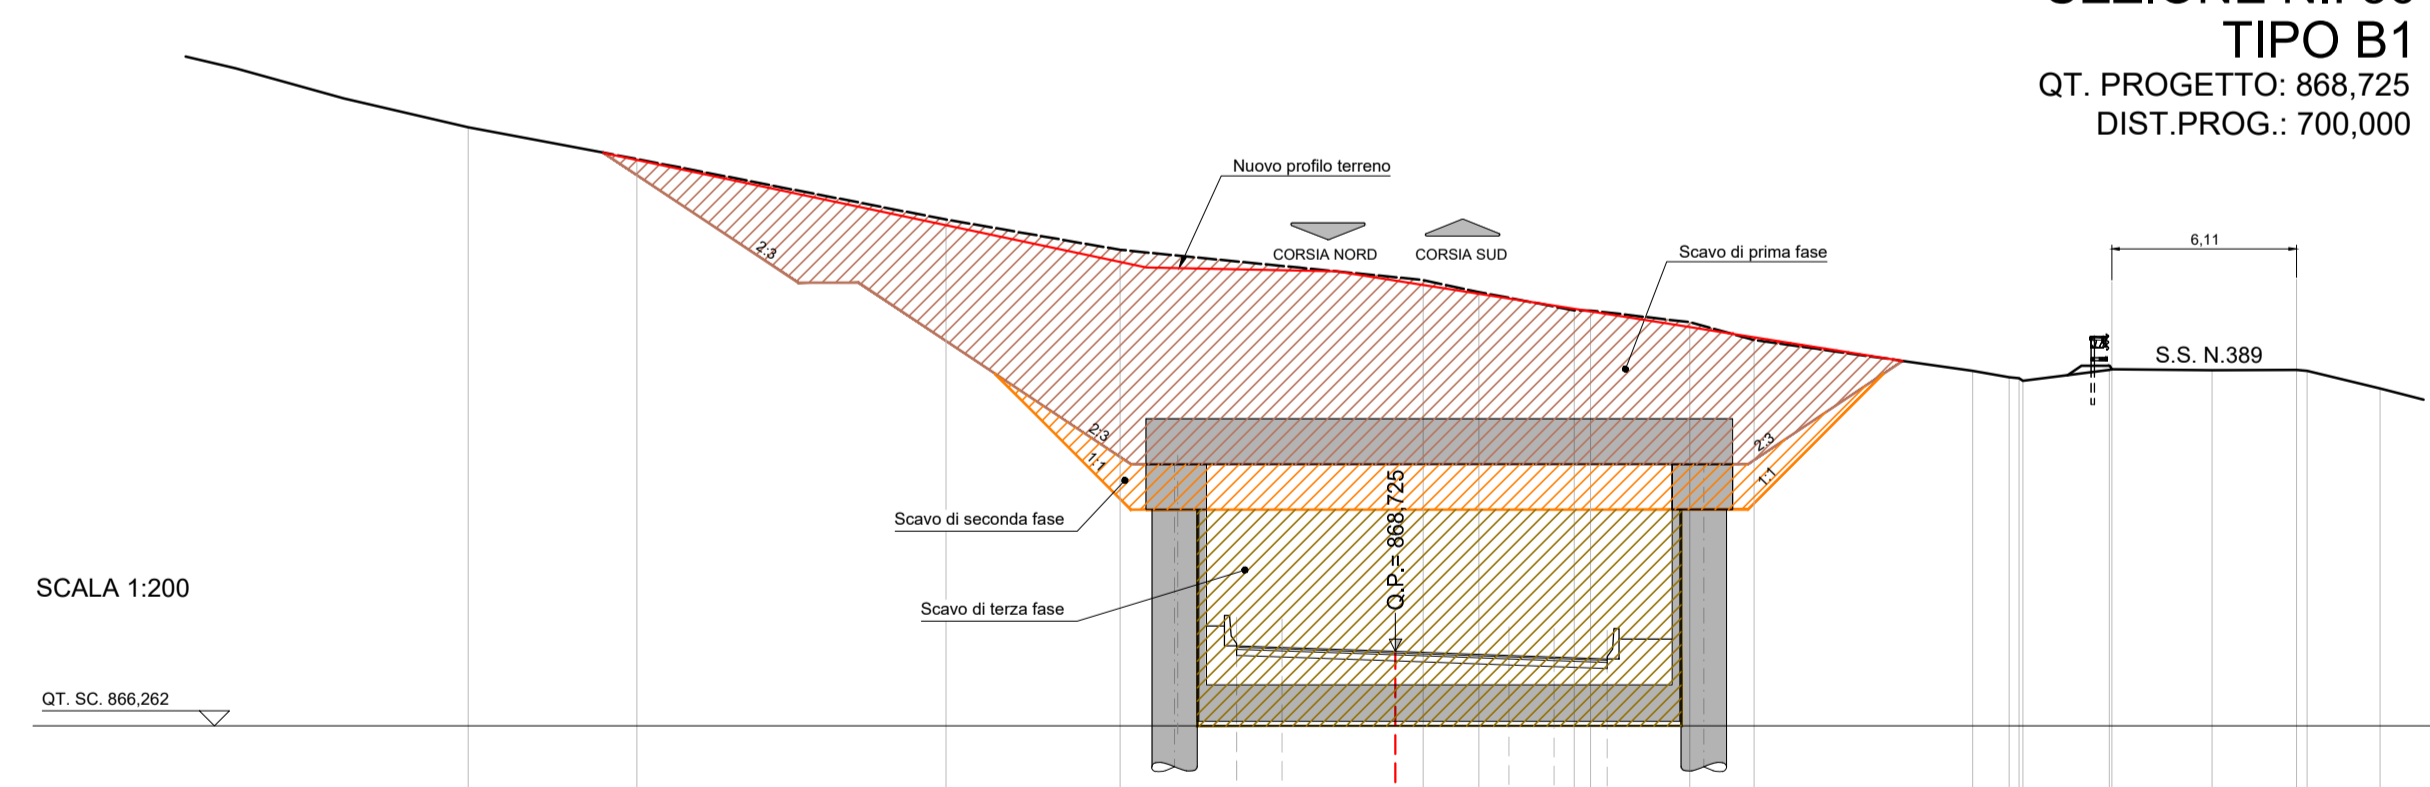 TIPO B1
QT. PROGETTO: 868,725
DIST.PROG.: 700,000
Nuovo profilo terreno
CORSIA NORD
CORSIA SUD
Scavo di prima fase
6,11
S.S. N.389
2:3
2:3
1:1
2:3
1:1
Q.P. = 868,725
Scavo di seconda fase
Scavo di terza fase
SCALA 1:200
QT. SC. 866,262